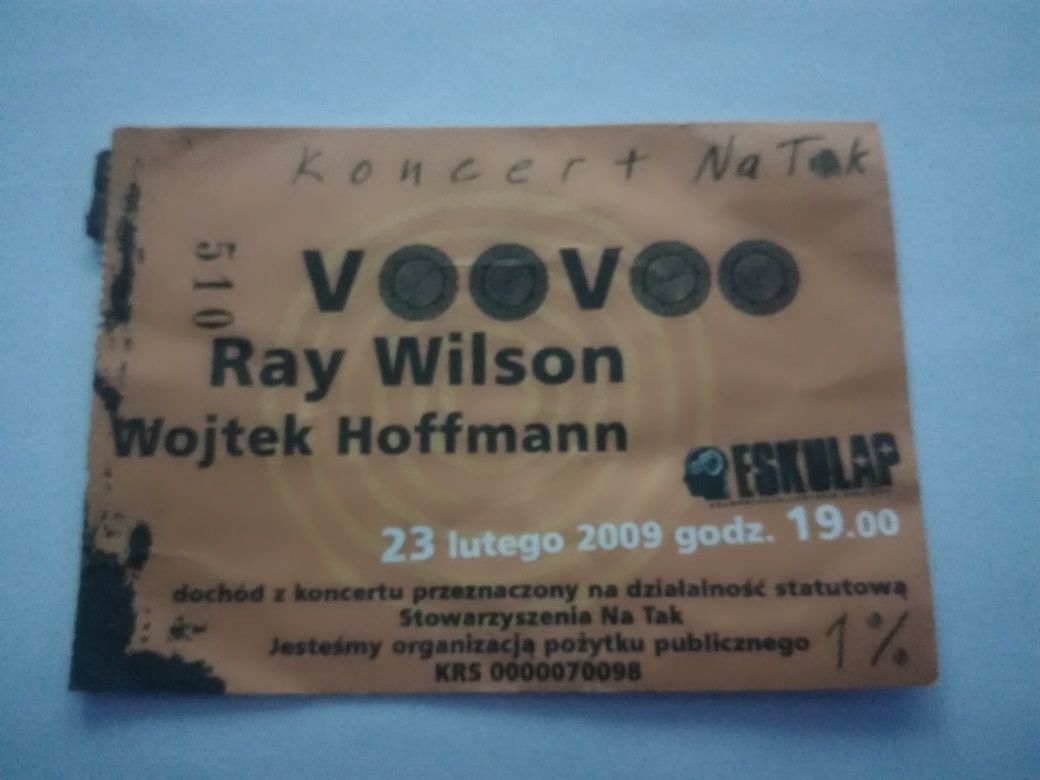 Koncert Na Tak
510
VOOVOO
Ray Wilson
Wojtek Hoffmann
ESKULAP
23 lutego 2009 godz. 19.00
dochód z koncertu przeznaczony na działalność statutową
Stowarzyszenia Na Tak
Jesteśmy organizacją pożytku publicznego 1%
KRS 0000070098